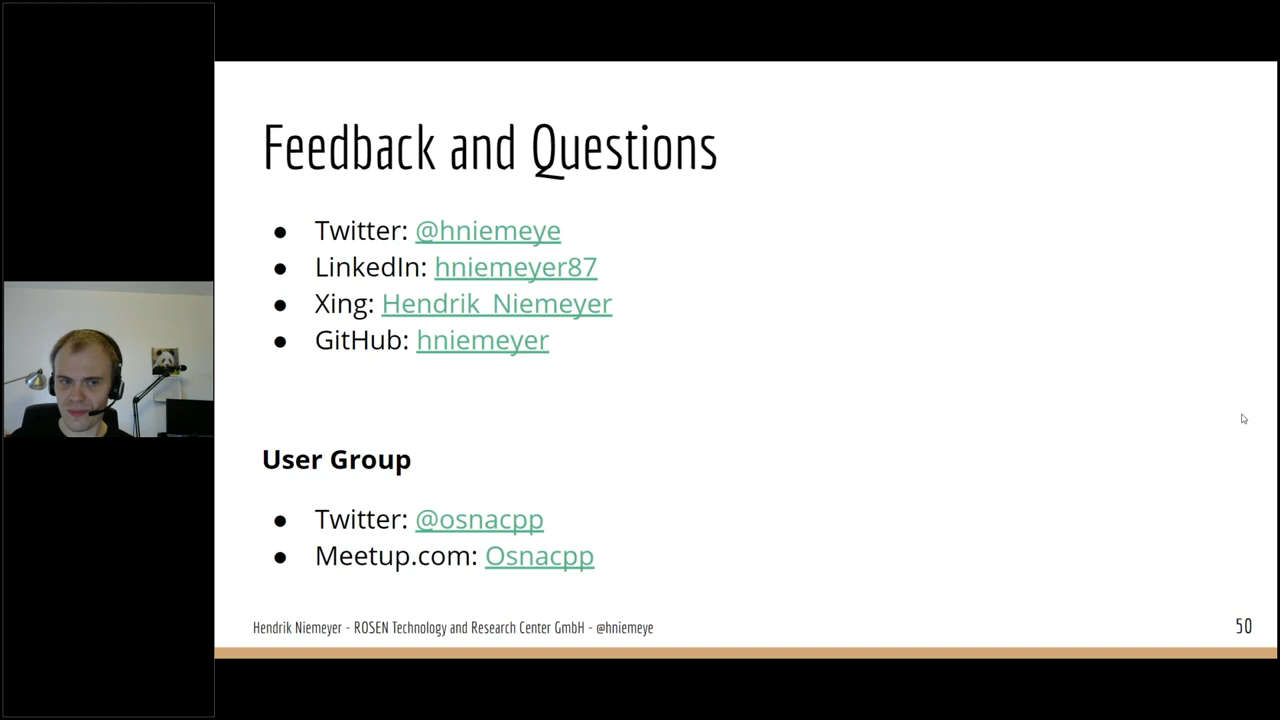 Feedback and Questions
● Twitter: @hniemeye
● LinkedIn: hniemeyer87
● Xing: Hendrik_Niemeyer
● GitHub: hniemeyer
User Group
● Twitter: @osnacpp
● Meetup.com: Osnacpp
Hendrik Niemeyer - ROSEN Technology and Research Center GmbH - @hniemeye
50